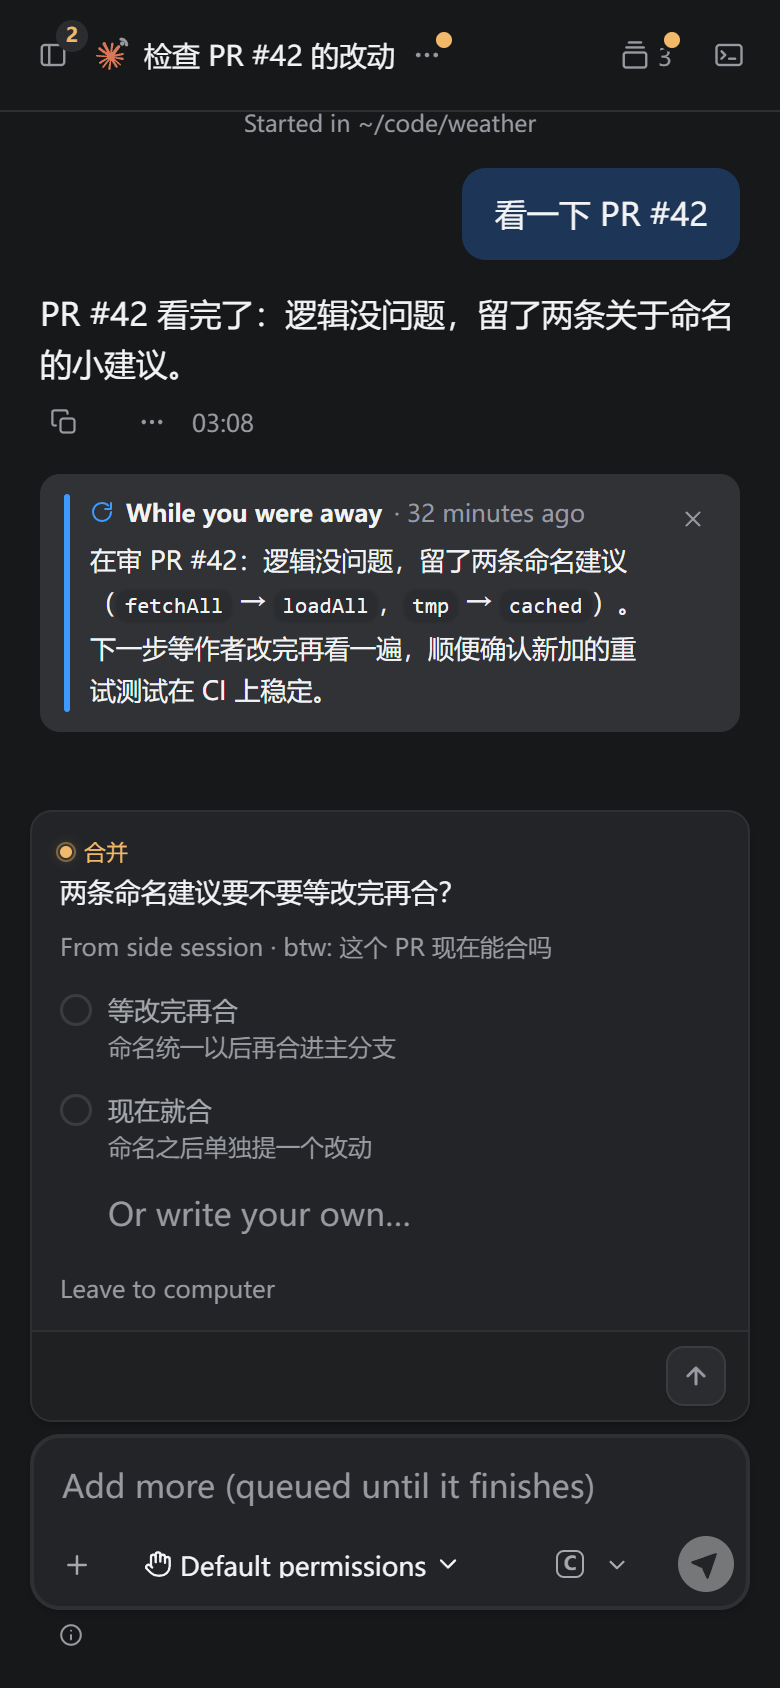 2
检查 PR #42 的改动
3
Started in ~/code/weather
看一下 PR #42
PR #42 看完了：逻辑没问题，留了两条关于命名
的小建议。
03:08
While you were away · 32 minutes ago
在审 PR #42：逻辑没问题，留了两条命名建议
（fetchAll → loadAll，tmp → cached）。
下一步等作者改完再看一遍，顺便确认新加的重
试测试在 CI 上稳定。
合并
两条命名建议要不要等改完再合？
From side session · btw: 这个 PR 现在能合吗
等改完再合
命名统一以后再合进主分支
现在就合
命名之后单独提一个改动
Or write your own...
Leave to computer
Add more (queued until it finishes)
Default permissions
C